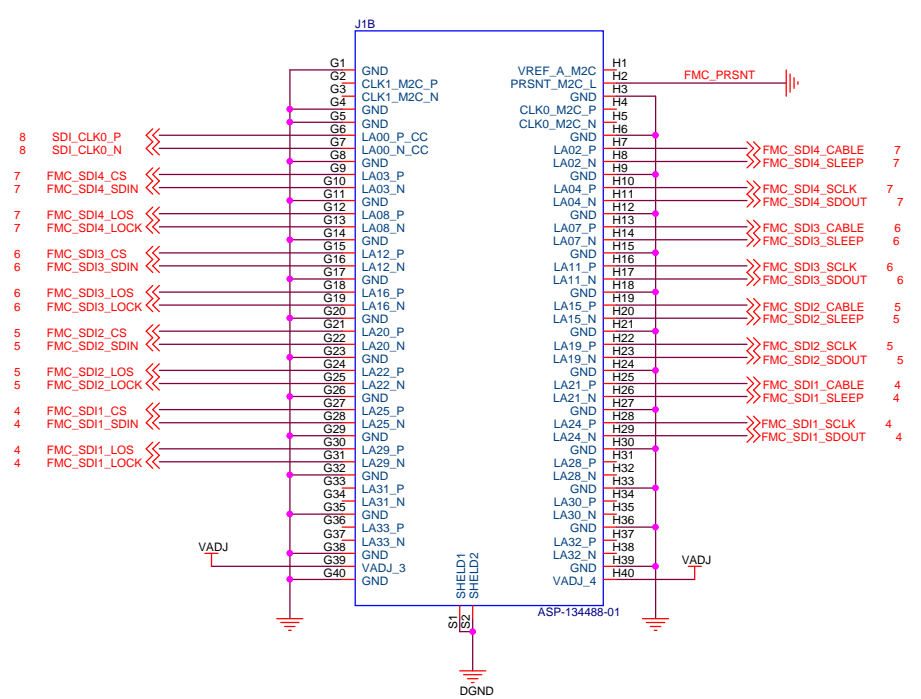 J1B
G1 GND VREF_A_M2C H1
G2 CLK1_M2C_P PRSNT_M2C_L H2 FMC_PRSNT
G3 CLK1_M2C_N GND H3
G4 GND CLK0_M2C_P H4
G5 GND CLK0_M2C_N H5
8 SDI_CLK0_P G6 LA00_P_CC GND H6
8 SDI_CLK0_N G7 LA00_N_CC LA02_P H7 FMC_SDI4_CABLE 7
G8 GND LA02_N H8 FMC_SDI4_SLEEP 7
7 FMC_SDI4_CS G9 LA03_P GND H9
7 FMC_SDI4_SDIN G10 LA03_N LA04_P H10 FMC_SDI4_SCLK 7
G11 GND LA04_N H11 FMC_SDI4_SDOUT 7
7 FMC_SDI4_LOS G12 LA08_P GND H12
7 FMC_SDI4_LOCK G13 LA08_N LA07_P H13 FMC_SDI3_CABLE 6
G14 GND LA07_N H14 FMC_SDI3_SLEEP 6
6 FMC_SDI3_CS G15 LA12_P GND H15
6 FMC_SDI3_SDIN G16 LA12_N LA11_P H16 FMC_SDI3_SCLK 6
G17 GND LA11_N H17 FMC_SDI3_SDOUT 6
6 FMC_SDI3_LOS G18 LA16_P GND H18
6 FMC_SDI3_LOCK G19 LA16_N LA15_P H19 FMC_SDI2_CABLE 5
G20 GND LA15_N H20 FMC_SDI2_SLEEP 5
5 FMC_SDI2_CS G21 LA20_P GND H21
5 FMC_SDI2_SDIN G22 LA20_N LA19_P H22 FMC_SDI2_SCLK 5
G23 GND LA19_N H23 FMC_SDI2_SDOUT 5
5 FMC_SDI2_LOS G24 LA22_P GND H24
5 FMC_SDI2_LOCK G25 LA22_N LA21_P H25 FMC_SDI1_CABLE 4
G26 GND LA21_N H26 FMC_SDI1_SLEEP 4
4 FMC_SDI1_CS G27 LA25_P GND H27
4 FMC_SDI1_SDIN G28 LA25_N LA24_P H28 FMC_SDI1_SCLK 4
G29 GND LA24_N H29 FMC_SDI1_SDOUT 4
4 FMC_SDI1_LOS G30 LA29_P GND H30
4 FMC_SDI1_LOCK G31 LA29_N LA28_P H31
G32 GND LA28_N H32
G33 LA31_P GND H33
G34 LA31_N LA30_P H34
G35 GND LA30_N H35
G36 LA33_P GND H36
G37 LA33_N LA32_P H37
VADJ G38 GND LA32_N H38
G39 VADJ_3 GND H39 VADJ
G40 GND VADJ_4 H40
SHELD1 SHELD2
ASP-134488-01
S1 S2
DGND